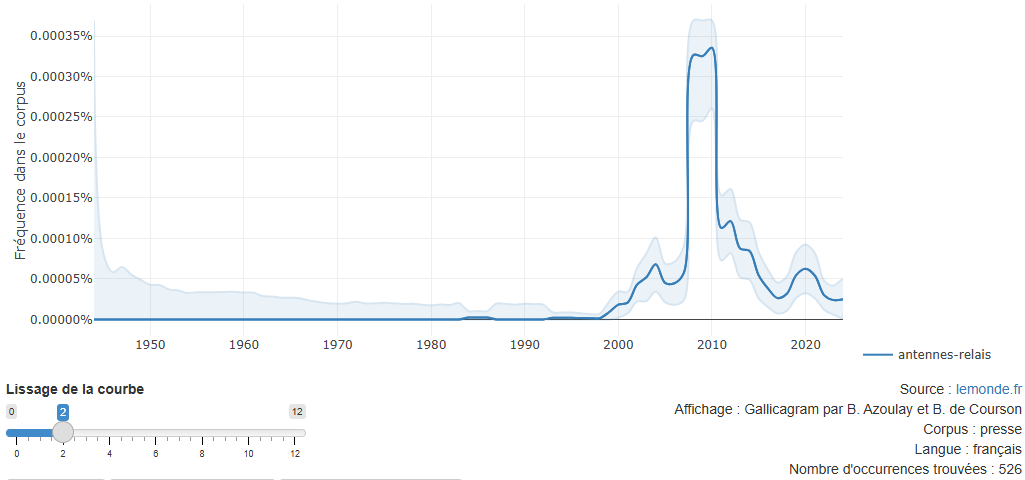 Fréquence dans le corpus
0.00035%
0.00030%
0.00025%
0.00020%
0.00015%
0.00010%
0.00005%
0.00000%
1950 1960 1970 1980 1990 2000 2010 2020
antennes-relais
Lissage de la courbe
0 2 12
0 2 4 6 8 10 12
Source : lemonde.fr
Affichage : Gallicagram par B. Azoulay et B. de Courson
Corpus : presse
Langue : français
Nombre d'occurrences trouvées : 526